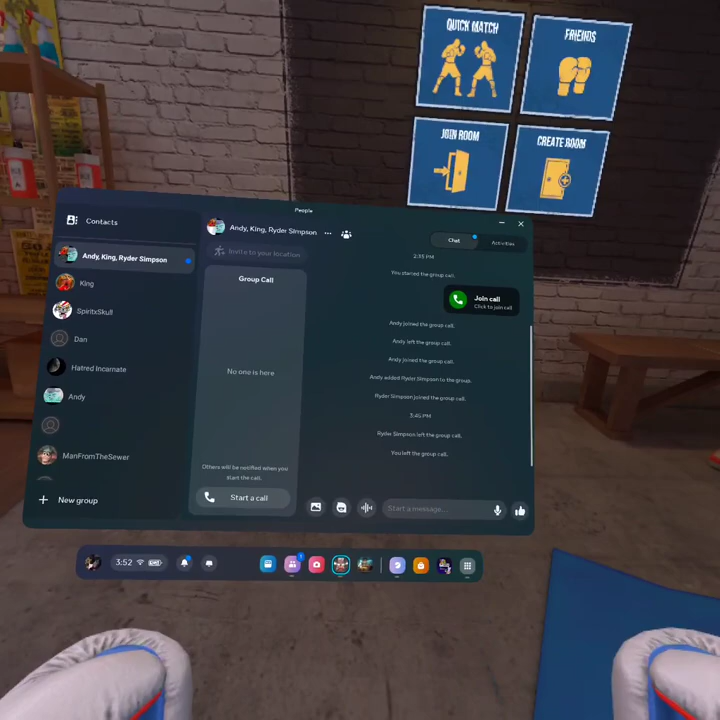 QUICK MATCH
FRIENDS
JOIN ROOM
CREATE ROOM
People
Contacts
Andy, King, Ryder Simpson
King
SpiritxSkull
Dan
Hatred Incarnate
Andy
ManFromTheSewer
New group
Andy, King, Ryder Simpson
Invite to your location
Group Call
No one is here
Others will be notified when you
start the call.
Start a call
Chat
Activities
2:35 PM
You started the group call.
Join call
Click to join call
Andy joined the group call.
Andy left the group call.
Andy joined the group call.
Andy added Ryder Simpson to the group.
Ryder Simpson joined the group call.
3:45 PM
Ryder Simpson left the group call.
You left the group call.
Start a message...
3:52
1